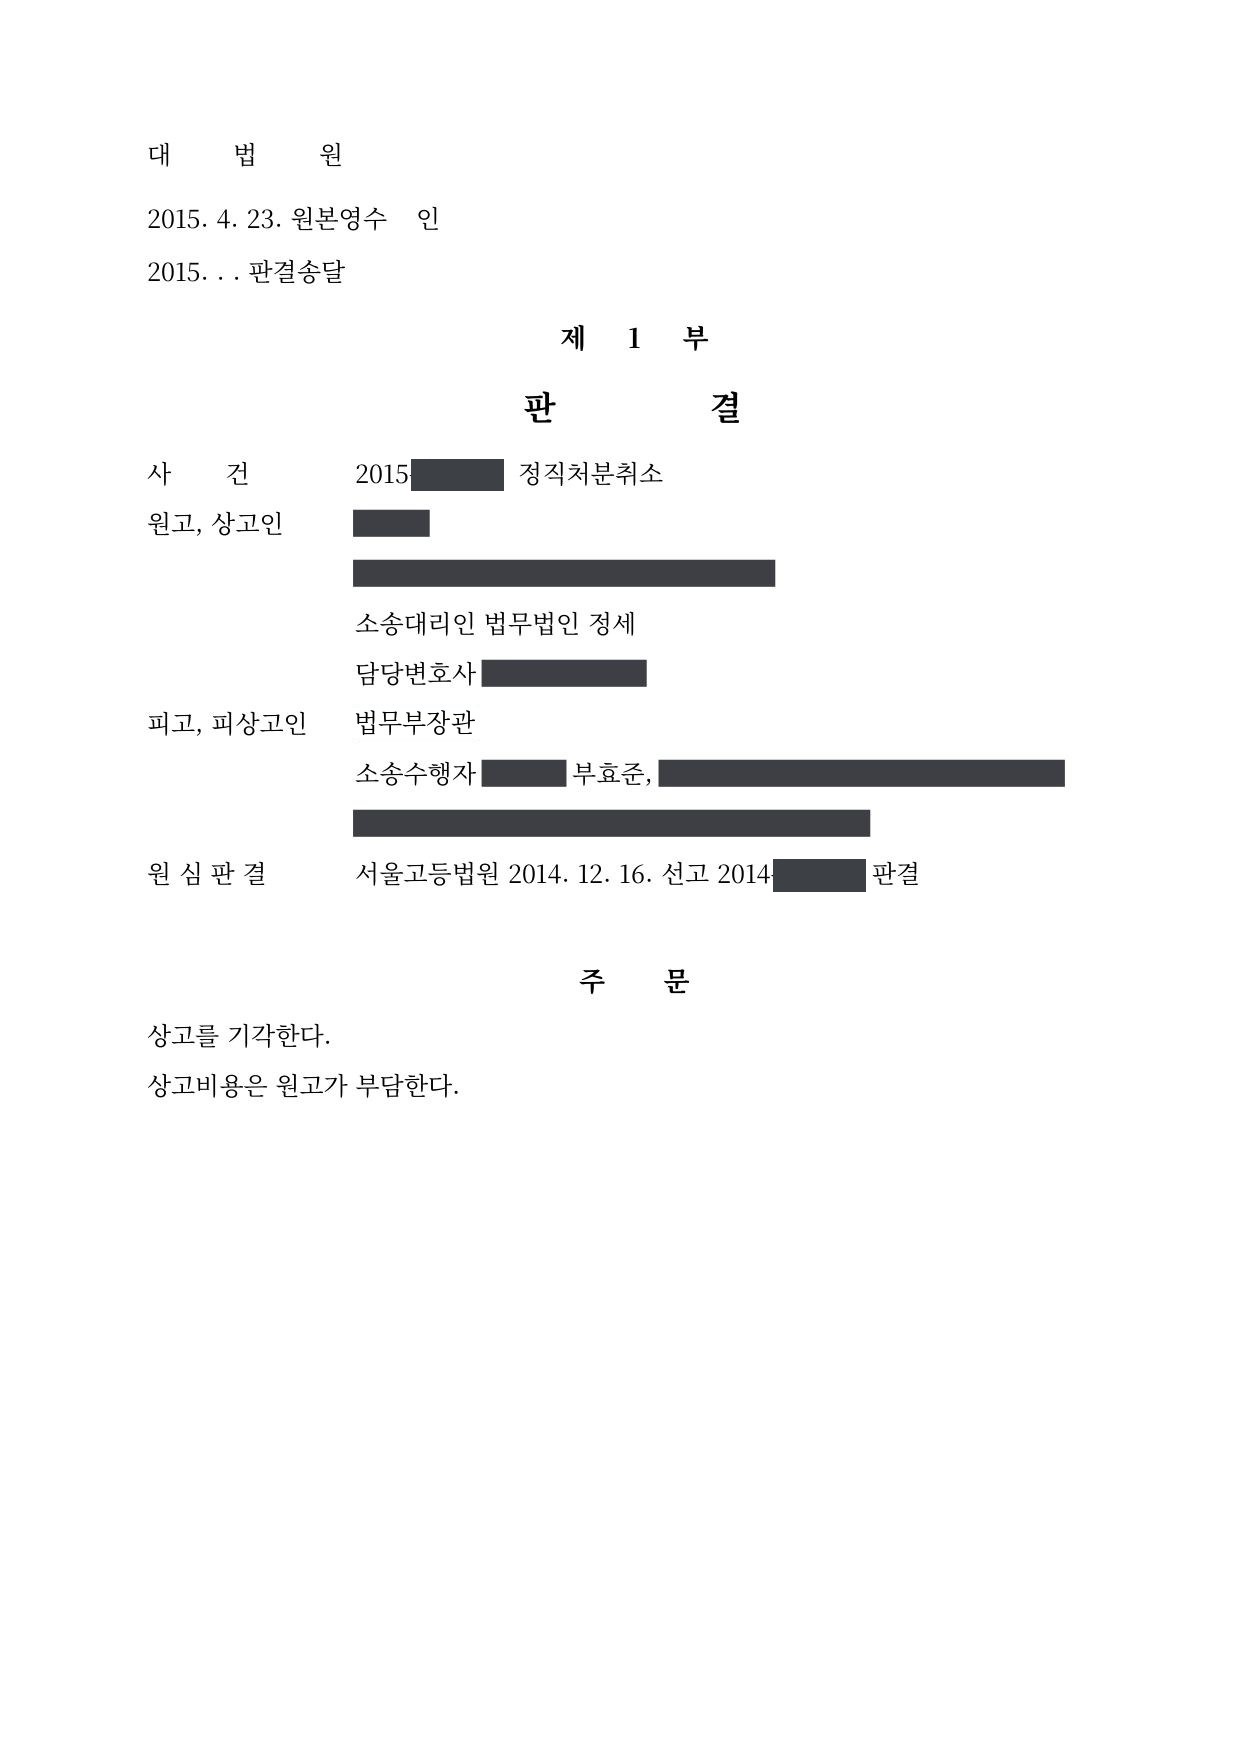 대 법 원
2015. 4. 23. 원본영수 인
2015. . . 판결송달
제 1 부
판 결
사 건 2015 정직처분취소
원고, 상고인
소송대리인 법무법인 정세
담당변호사
피고, 피상고인 법무부장관
소송수행자 부효준,
원 심 판 결 서울고등법원 2014. 12. 16. 선고 2014 판결
주 문
상고를 기각한다.
상고비용은 원고가 부담한다.